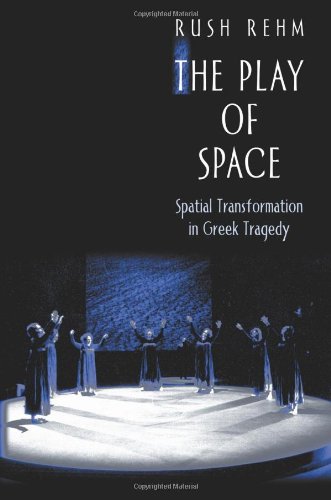 RUSH REHM
THE PLAY
OF
SPACE
Spatial Transformation
in Greek Tragedy